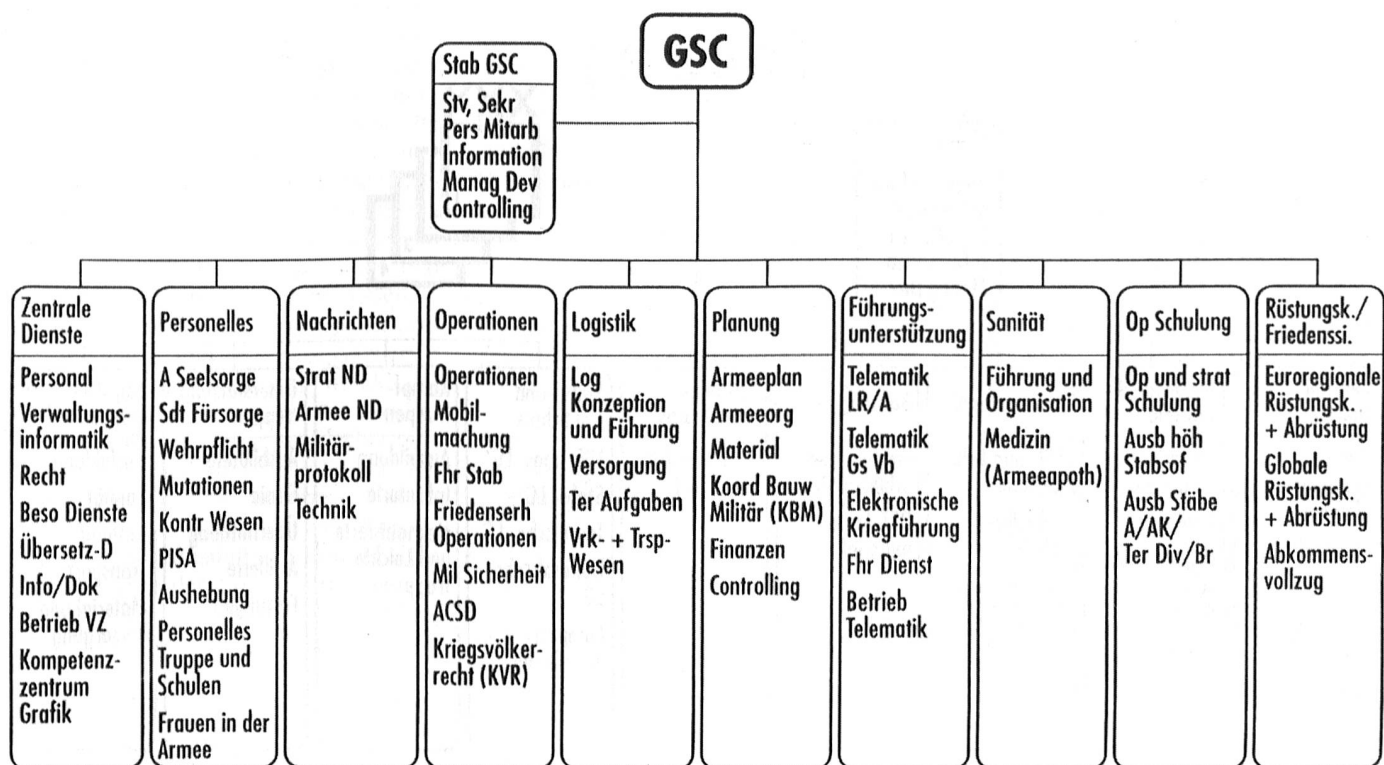 GSC
Stab GSC
Stv, Sekr
Pers Mitarb
Information
Manag Dev
Controlling
Zentrale
Dienste
Personal
Verwaltungs-
informatik
Recht
Beso Dienste
Übersetz-D
Info/Dok
Betrieb VZ
Kompetenz-
zentrum
Grafik
Personelles
A Seelsorge
Sdt Fürsorge
Wehrpflicht
Mutationen
Kontr Wesen
PISA
Aushebung
Personelles
Truppe und
Schulen
Frauen in der
Armee
Nachrichten
Strat ND
Armee ND
Militär-
protokoll
Technik
Operationen
Operationen
Mobil-
machung
Fhr Stab
Friedenserh
Operationen
Mil Sicherheit
ACSD
Kriegsvölker-
recht (KVR)
Logistik
Log
Konzeption
und Führung
Versorgung
Ter Aufgaben
Vrk- + Trsp-
Wesen
Planung
Armeeplan
Armeeorg
Material
Koord Bauw
Militär (KBM)
Finanzen
Controlling
Führungs-
unterstützung
Telematik
LR/A
Telematik
Gs Vb
Elektronische
Kriegführung
Fhr Dienst
Betrieb
Telematik
Sanität
Führung und
Organisation
Medizin
(Armeeapoth)
Op Schulung
Op und strat
Schulung
Ausb höh
Stabsof
Ausb Stäbe
A/AK/
Ter Div/Br
Rüstungsk./
Friedenssi.
Euroregionale
Rüstungsk.
+ Abrüstung
Globale
Rüstungsk.
+ Abrüstung
Abkommens-
vollzug